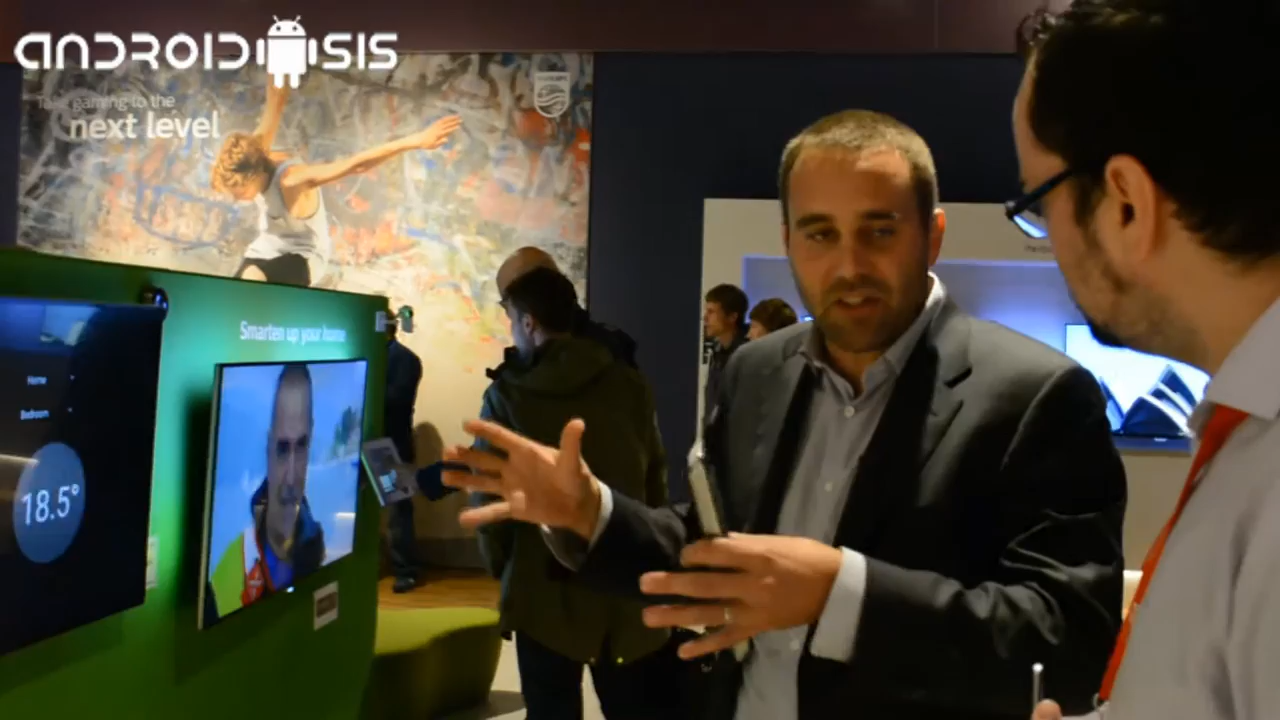 ANDROIDSIS
Take gaming to the
next level
PHILIPS
Smarten up your home
Home
Bedroom
18.5°